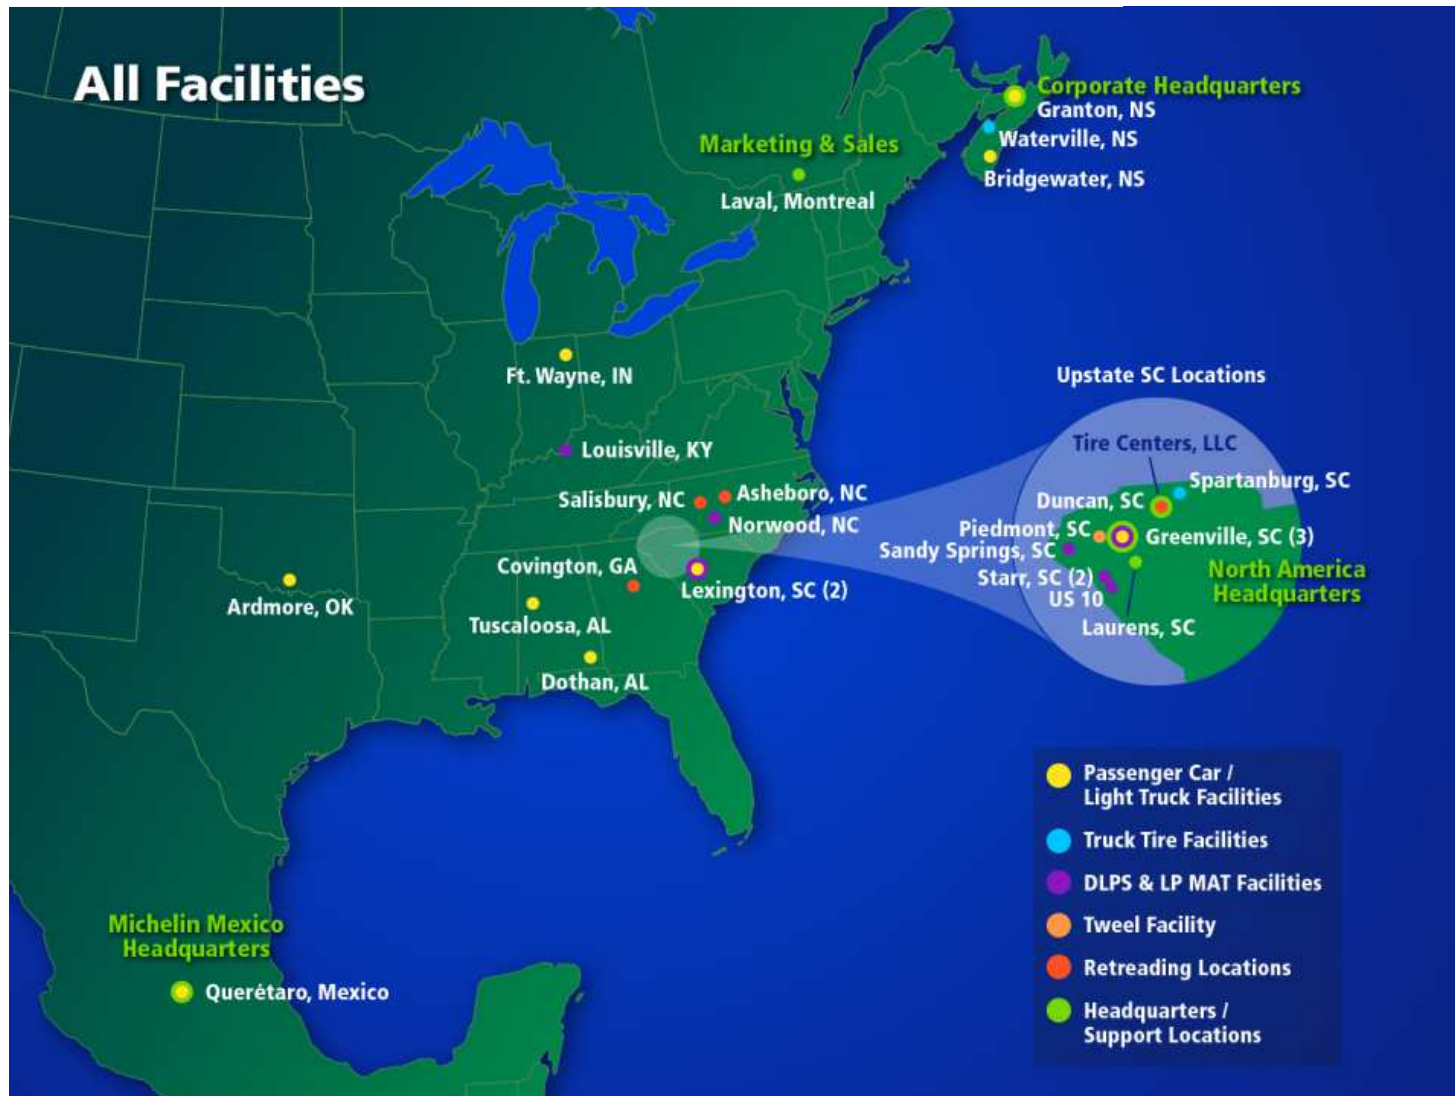 All Facilities
Corporate Headquarters
Granton, NS
Waterville, NS
Bridgewater, NS
Marketing & Sales
Laval, Montreal
Ft. Wayne, IN
Louisville, KY
Salisbury, NC
Asheboro, NC
Norwood, NC
Covington, GA
Lexington, SC (2)
Ardmore, OK
Tuscaloosa, AL
Dothan, AL
Upstate SC Locations
Tire Centers, LLC
Spartanburg, SC
Duncan, SC
Piedmont, SC
Greenville, SC (3)
Sandy Springs, SC
North America
Headquarters
Starr, SC (2)
US 10
Laurens, SC
Michelin Mexico
Headquarters
Querétaro, Mexico
Passenger Car /
Light Truck Facilities
Truck Tire Facilities
DLPS & LP MAT Facilities
Tweel Facility
Retreading Locations
Headquarters /
Support Locations